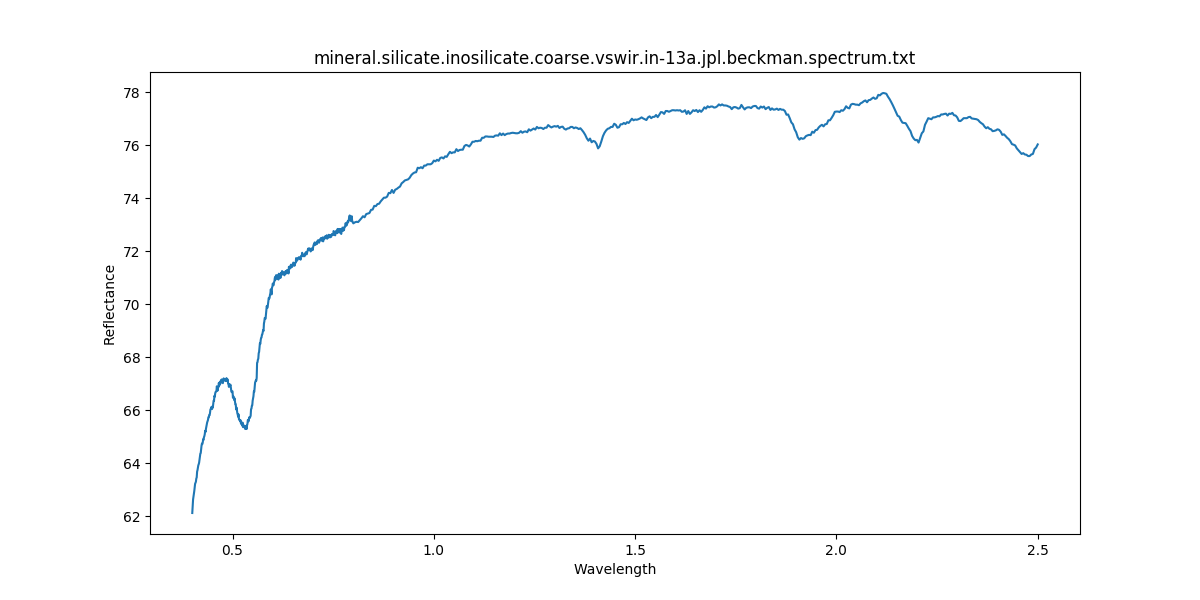 mineral.silicate.inosilicate.coarse.vswir.in-13a.jpl.beckman.spectrum.txt
78
76
74
72
70
68
66
64
62
Reflectance
0.5 1.0 1.5 2.0 2.5
Wavelength